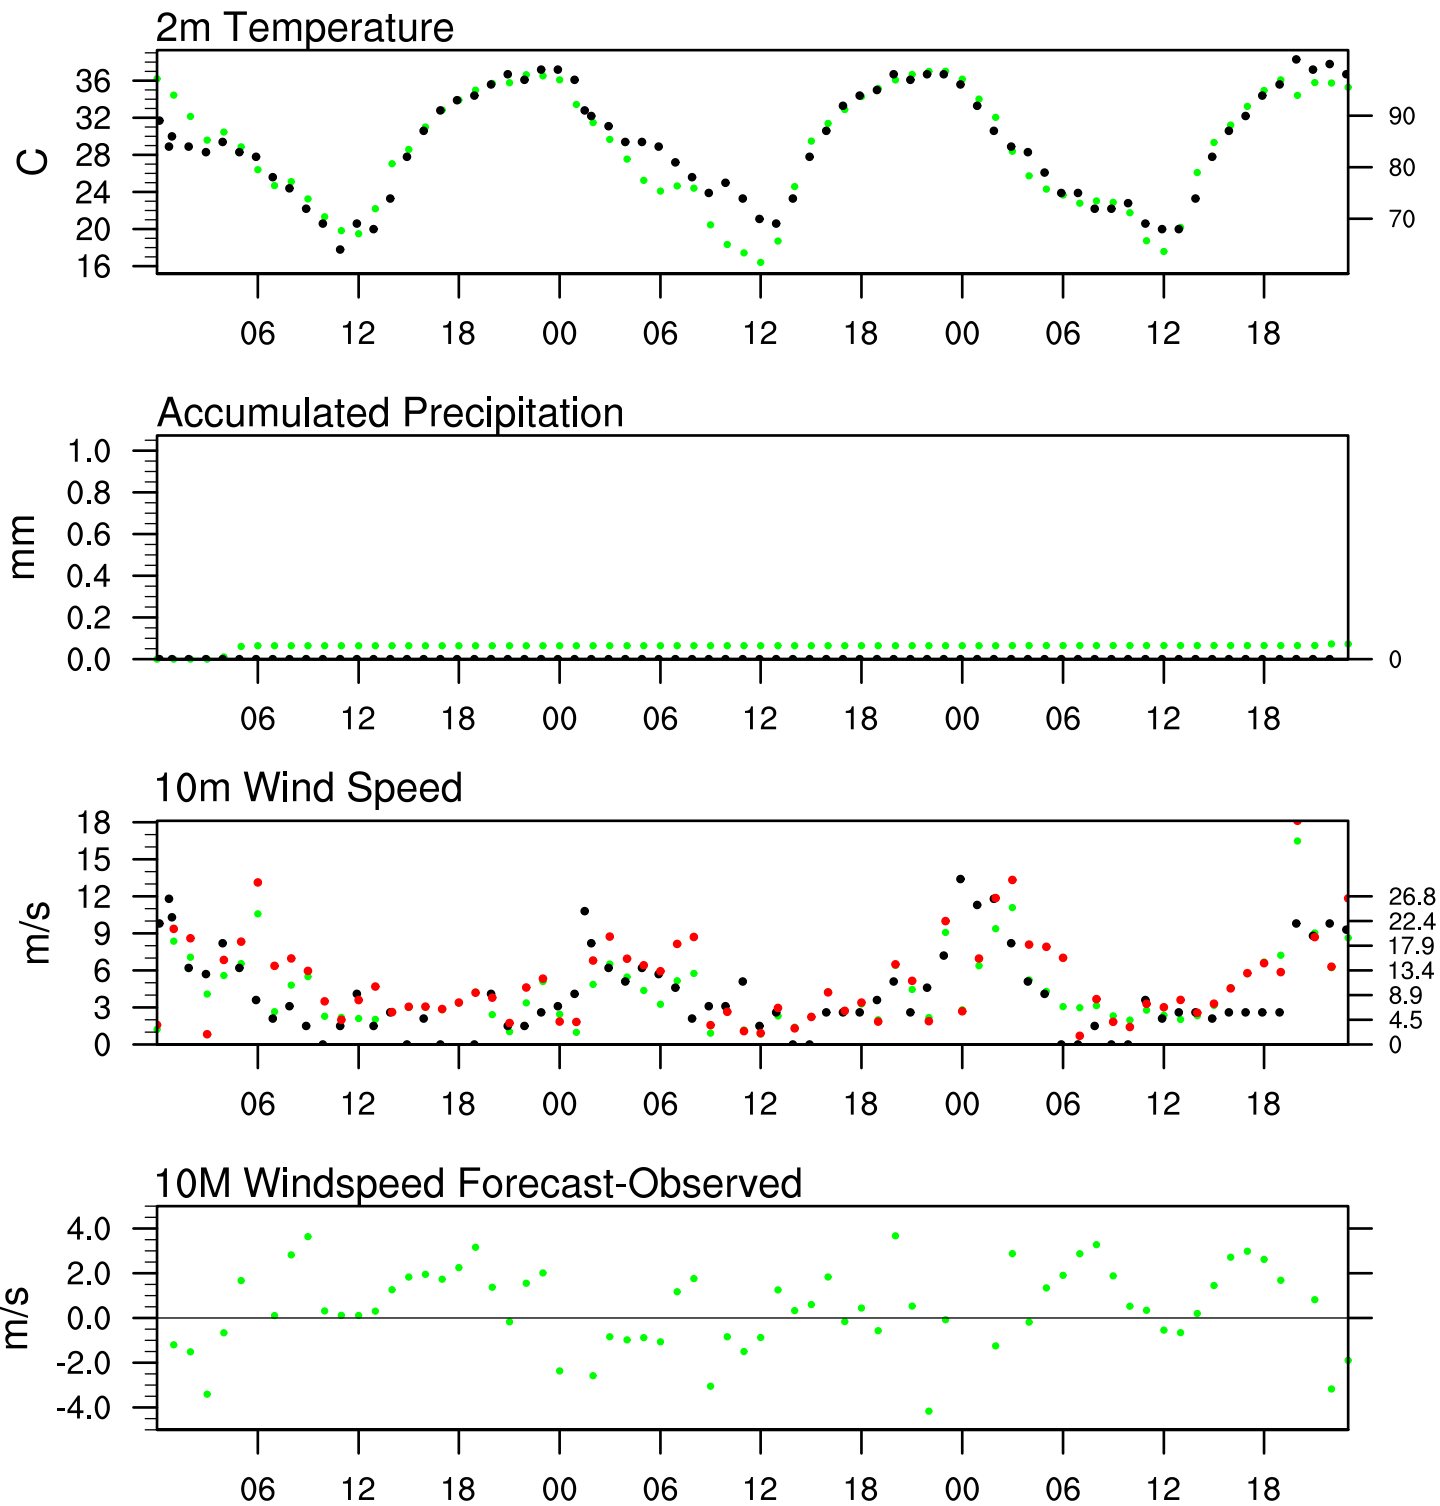 2m Temperature
36
32
28
24
20
16
C
90
80
70
06 12 18 00 06 12 18 00 06 12 18
Accumulated Precipitation
1.0
0.8
0.6
0.4
0.2
0.0
mm
0
06 12 18 00 06 12 18 00 06 12 18
10m Wind Speed
18
15
12
9
6
3
0
m/s
26.8
22.4
17.9
13.4
8.9
4.5
0
06 12 18 00 06 12 18 00 06 12 18
10M Windspeed Forecast-Observed
4.0
2.0
0.0
-2.0
-4.0
m/s
06 12 18 00 06 12 18 00 06 12 18